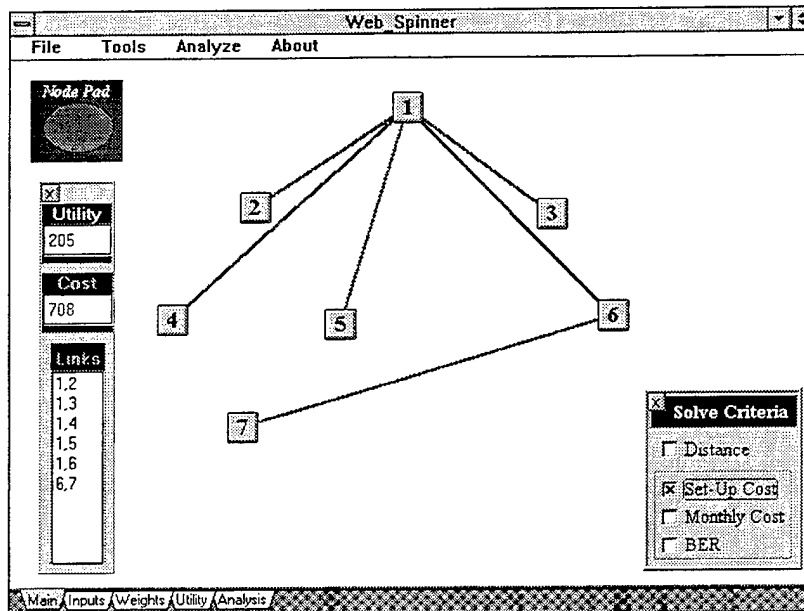 Web_Spinner
File Tools Analyze About
Node Pad
1
2
3
4
5
6
7
X
Utility
205
Cost
708
Links
1,2
1,3
1,4
1,5
1,6
6,7
X
Solve Criteria
Distance
Set-Up Cost
Monthly Cost
BER
Main Inputs Weights Utility Analysis